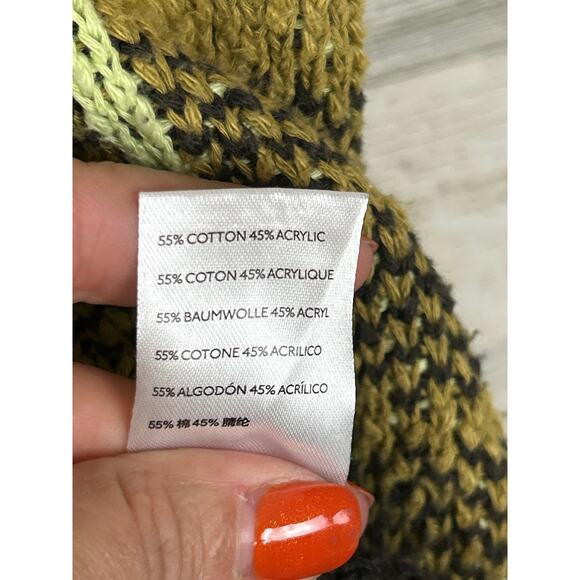 55% COTTON 45% ACRYLIC
55% COTON 45% ACRYLIQUE
55% BAUMWOLLE 45% ACRYL
55% COTONE 45% ACRILICO
55% ALGODÓN 45% ACRÍLICO
55% 棉 45% 腈纶